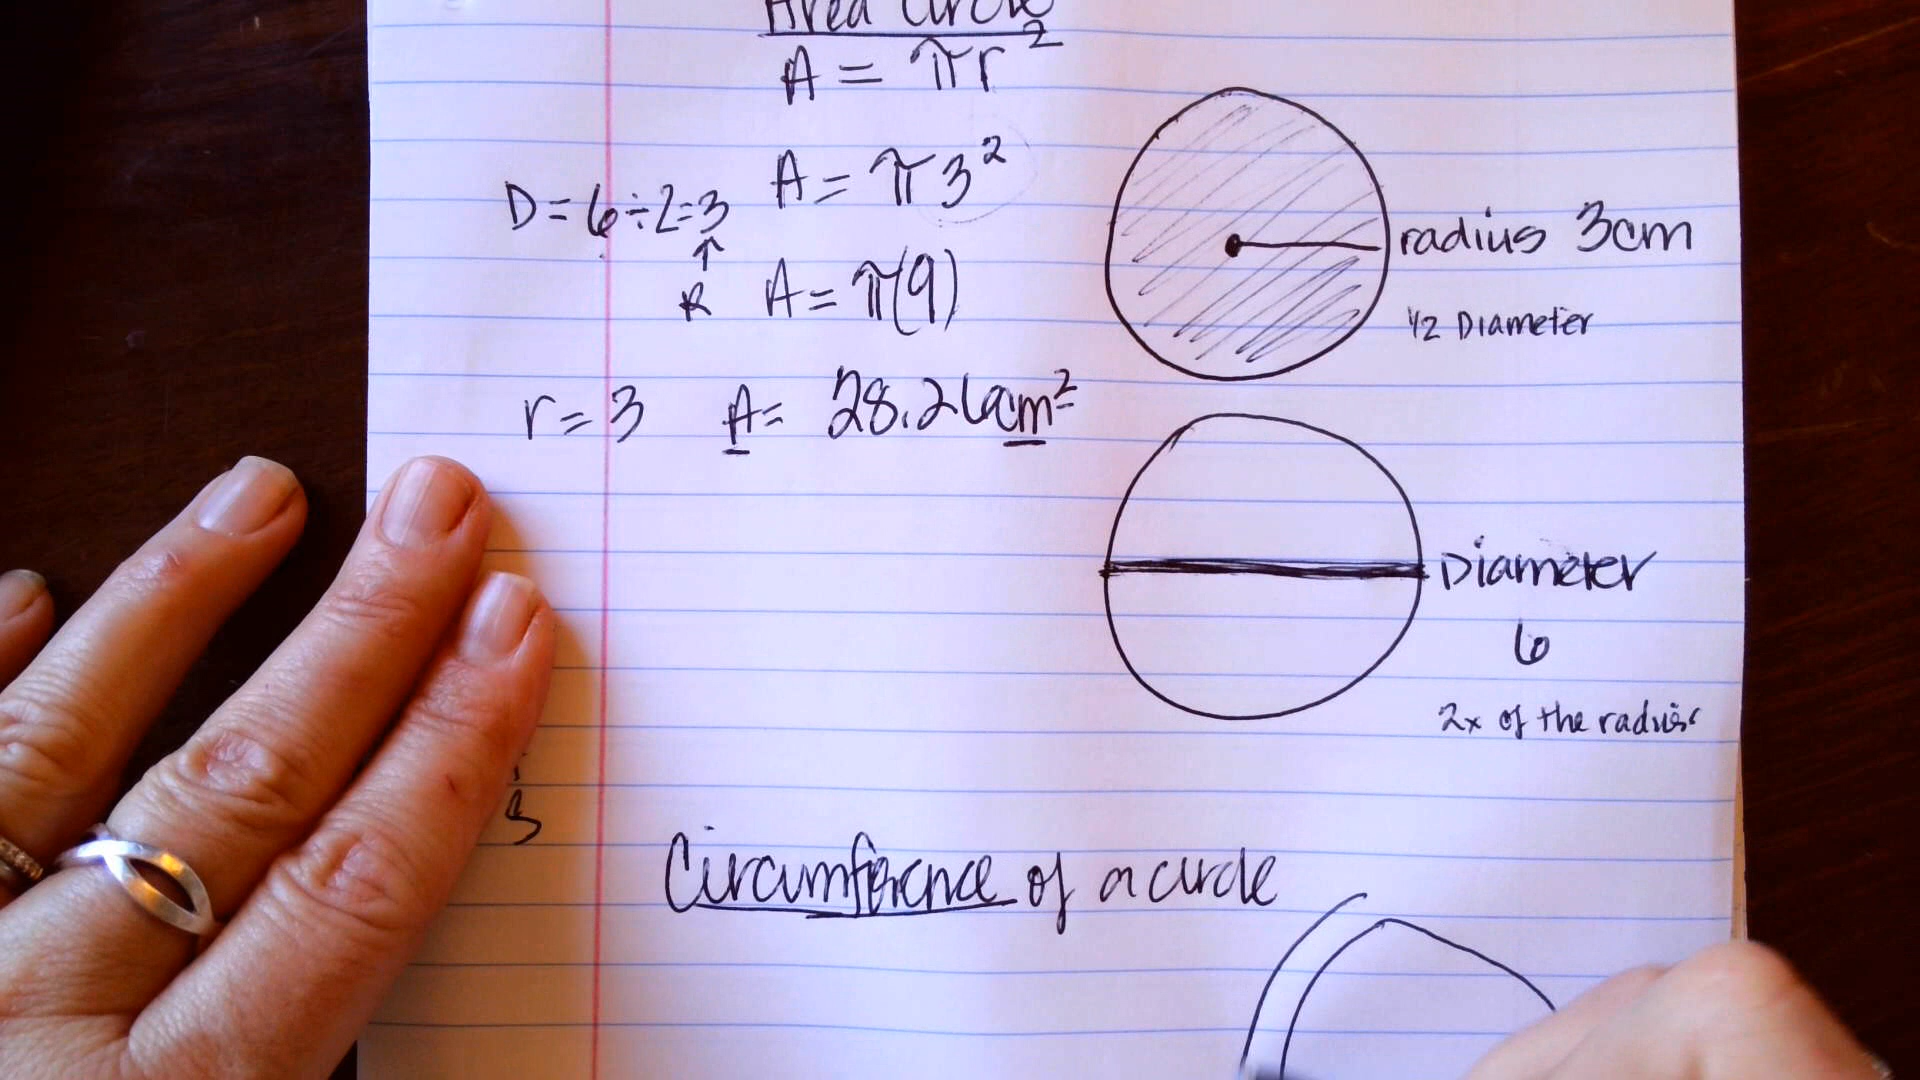 Area Circle
A = πr²
A = π3²
D = 6÷2=3
↑
R
A = π(9)
r = 3
A = 28.26cm²
radius 3cm
1/2 Diameter
Diameter
6
2x of the radius
3
Circumference of a circle